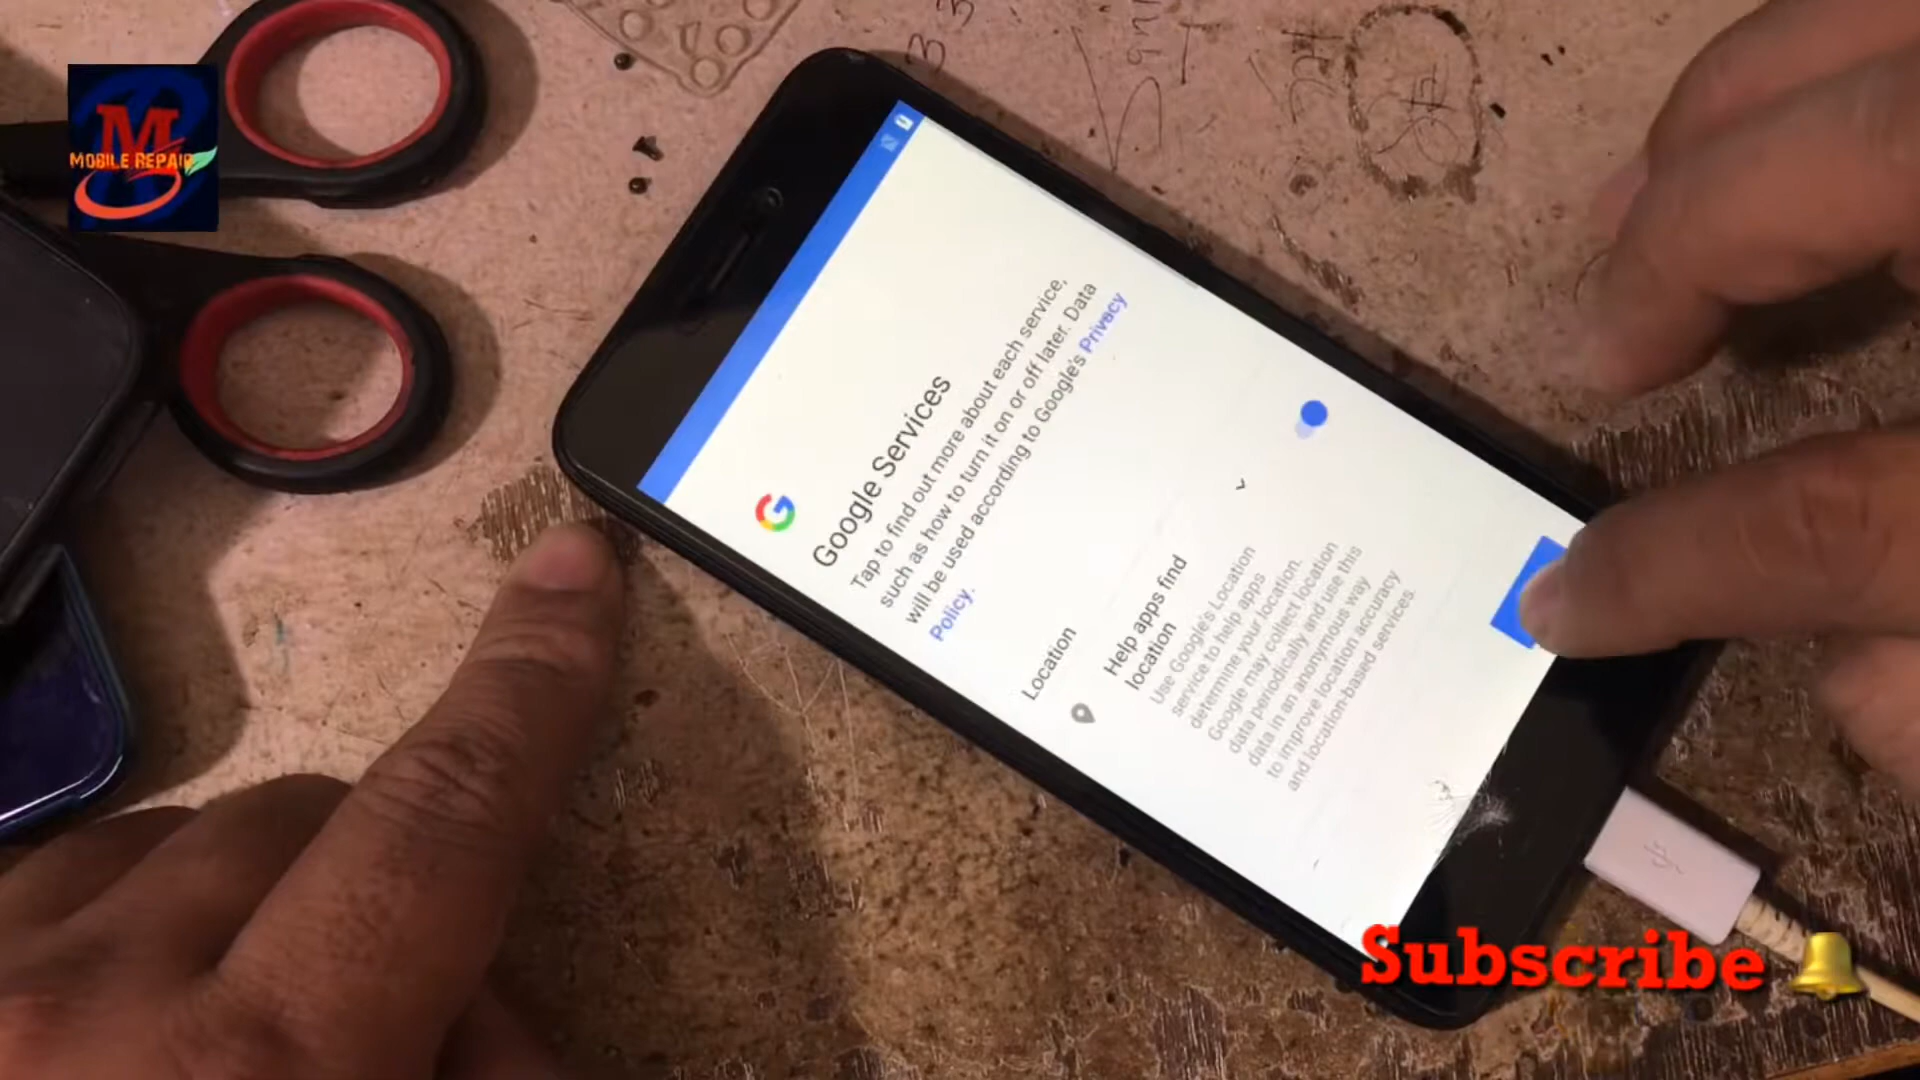 M
MOBILE REPAIR
Google Services
Tap to find out more about each service,
such as how to turn it on or off later. Data
will be used according to Google's Privacy
Policy.
Location
Help apps find
location
Use Google's Location
service to help apps
determine your location.
Google may collect location
data periodically and use this
data in an anonymous way
to improve location accuracy
and location-based services.
Subscribe